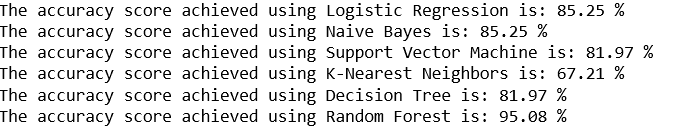 The accuracy score achieved using Logistic Regression is: 85.25 %
The accuracy score achieved using Naive Bayes is: 85.25 %
The accuracy score achieved using Support Vector Machine is: 81.97 %
The accuracy score achieved using K-Nearest Neighbors is: 67.21 %
The accuracy score achieved using Decision Tree is: 81.97 %
The accuracy score achieved using Random Forest is: 95.08 %